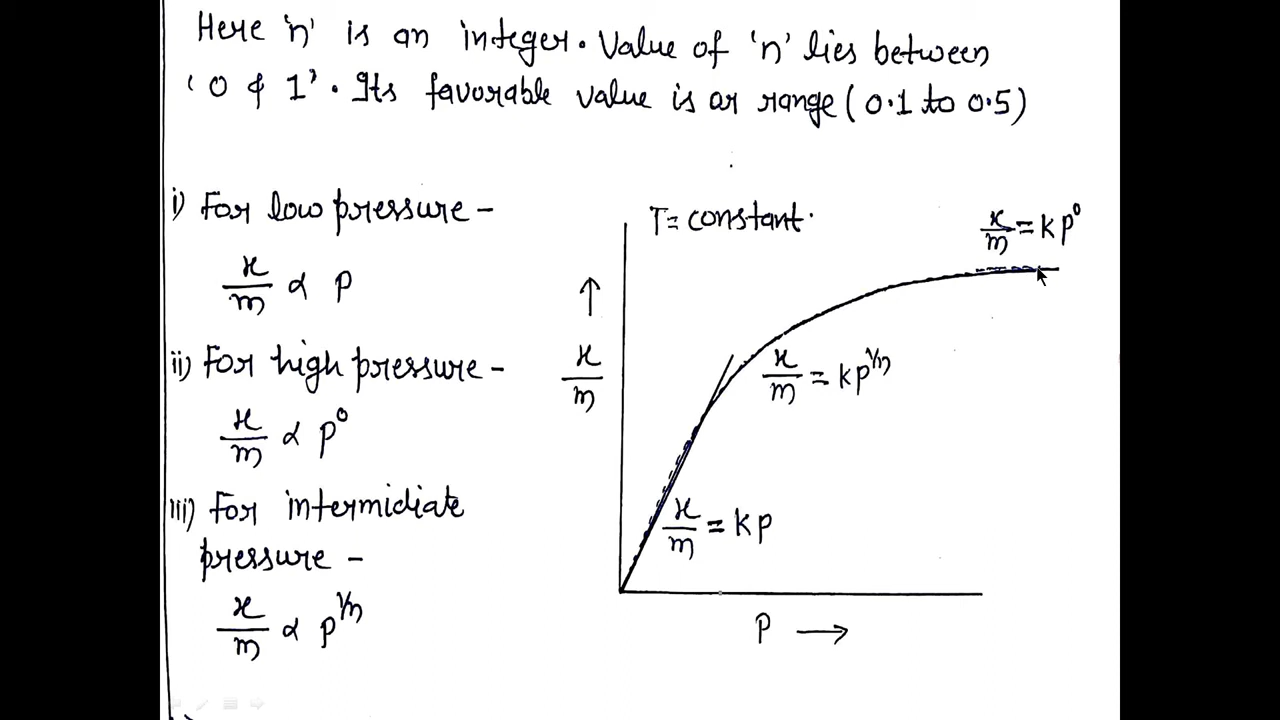 Here 'n' is an integer. Value of 'n' lies between
'0 & 1'. Its favorable value is ar range (0.1 to 0.5)
i) For low pressure -
x/m ∝ P
ii) For high pressure -
x/m ∝ p⁰
iii) For intermidiate
pressure -
x/m ∝ p^1/n
T = constant.
x/m = kp⁰
↑
x/m
x/m = kp^1/n
x/m = kp
P →